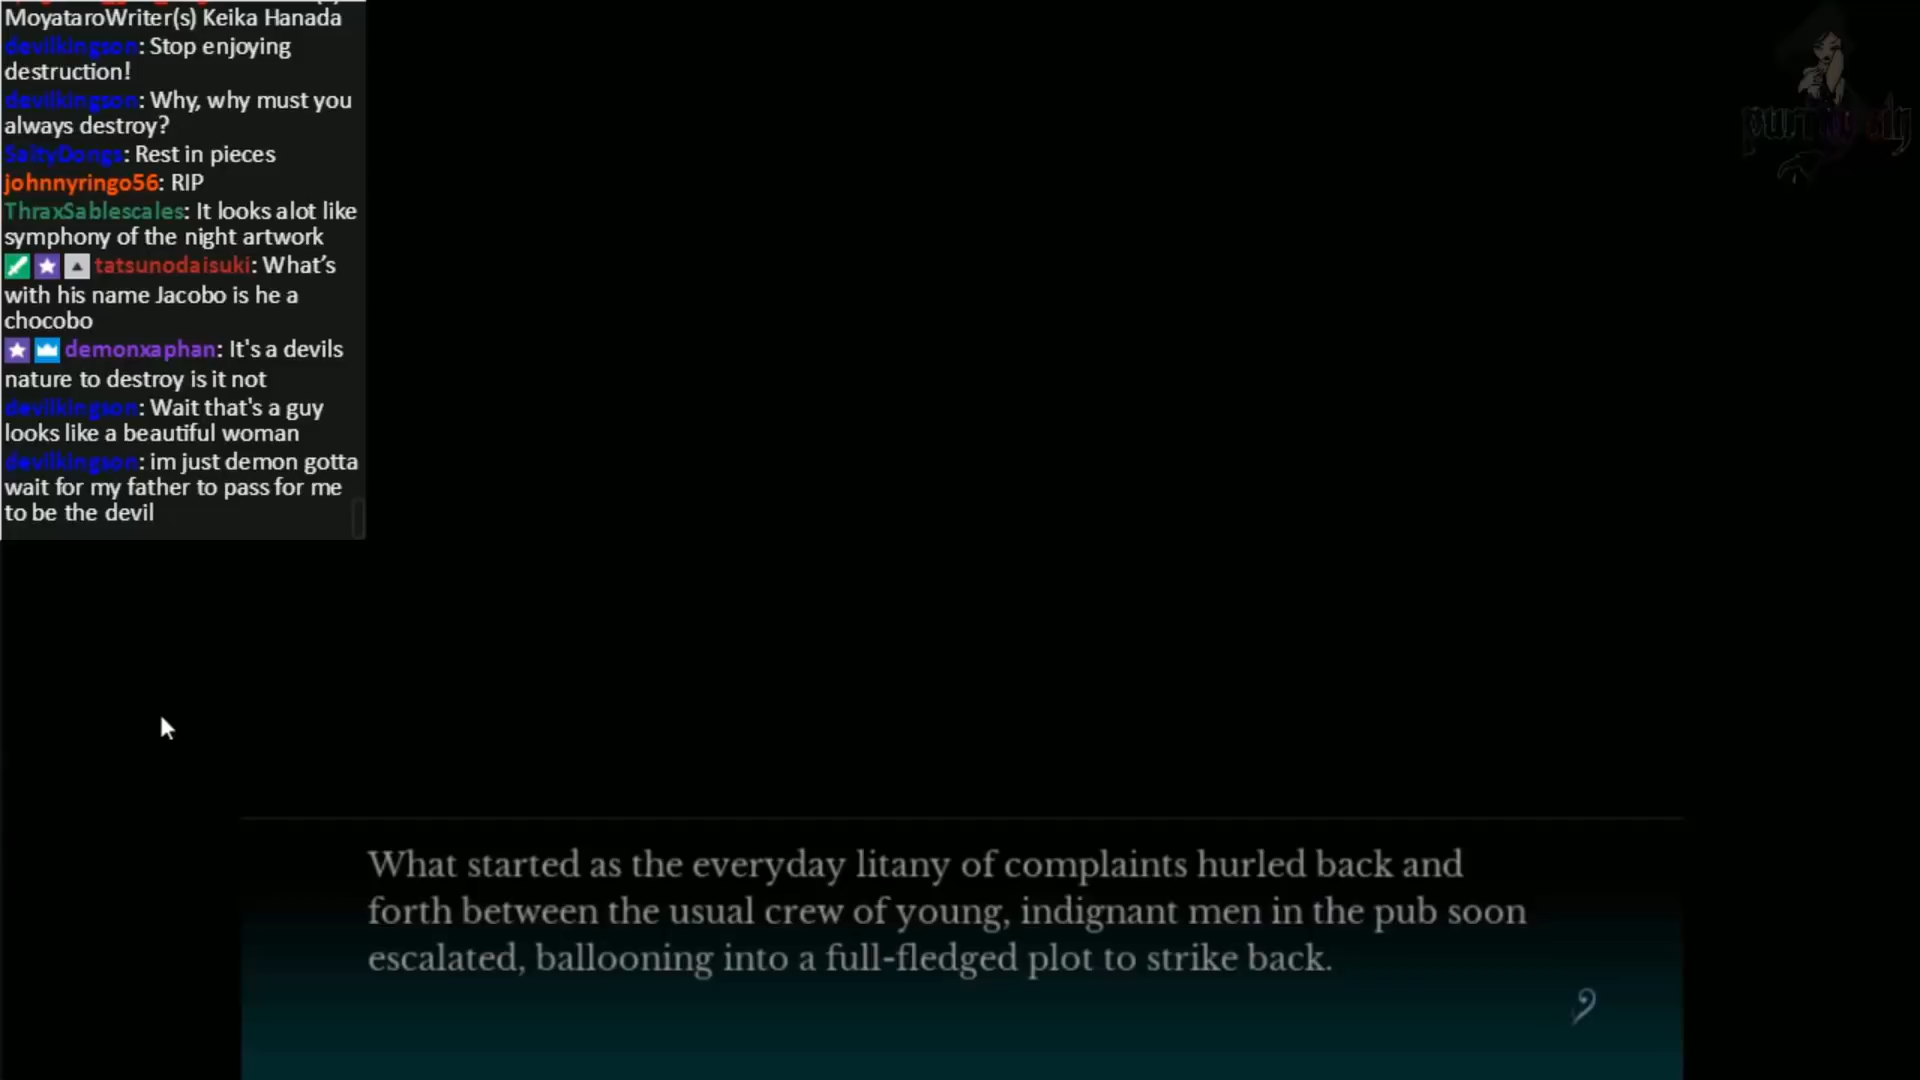 MoyataroWriter(s) Keika Hanada
devilkingson: Stop enjoying
destruction!
devilkingson: Why, why must you
always destroy?
SaltyDongs: Rest in pieces
johnnyringo56: RIP
ThraxSablescales: It looks alot like
symphony of the night artwork
tatsunodaisuki: What's
with his name Jacobo is he a
chocobo
demonxaphan: It's a devils
nature to destroy is it not
devilkingson: Wait that's a guy
looks like a beautiful woman
devilkingson: im just demon gotta
wait for my father to pass for me
to be the devil
What started as the everyday litany of complaints hurled back and
forth between the usual crew of young, indignant men in the pub soon
escalated, ballooning into a full-fledged plot to strike back.